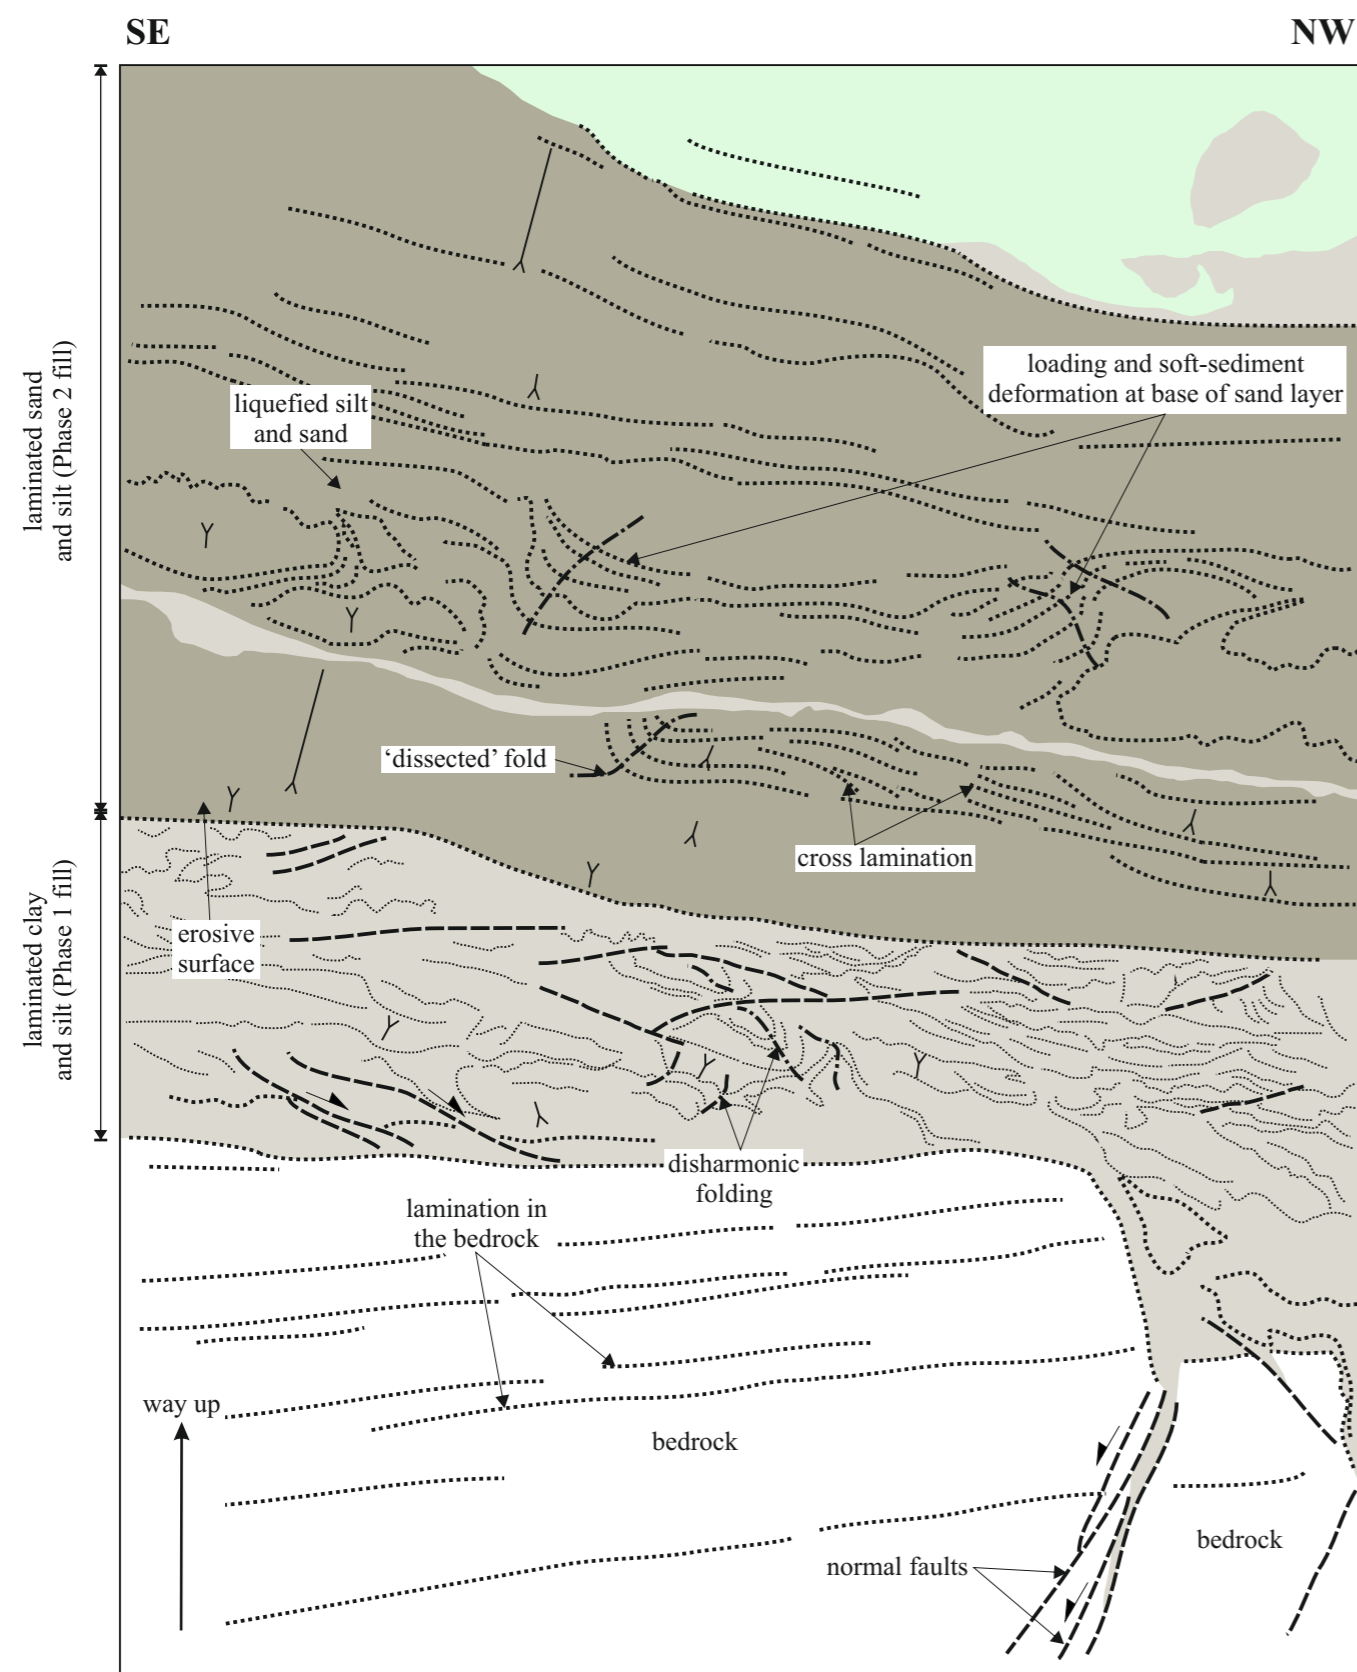 SE
NW
laminated sand
and silt (Phase 2 fill)
loading and soft-sediment
deformation at base of sand layer
liquefied silt
and sand
‘dissected’ fold
cross lamination
laminated clay
and silt (Phase 1 fill)
erosive
surface
disharmonic
folding
lamination in
the bedrock
way up
bedrock
normal faults
bedrock